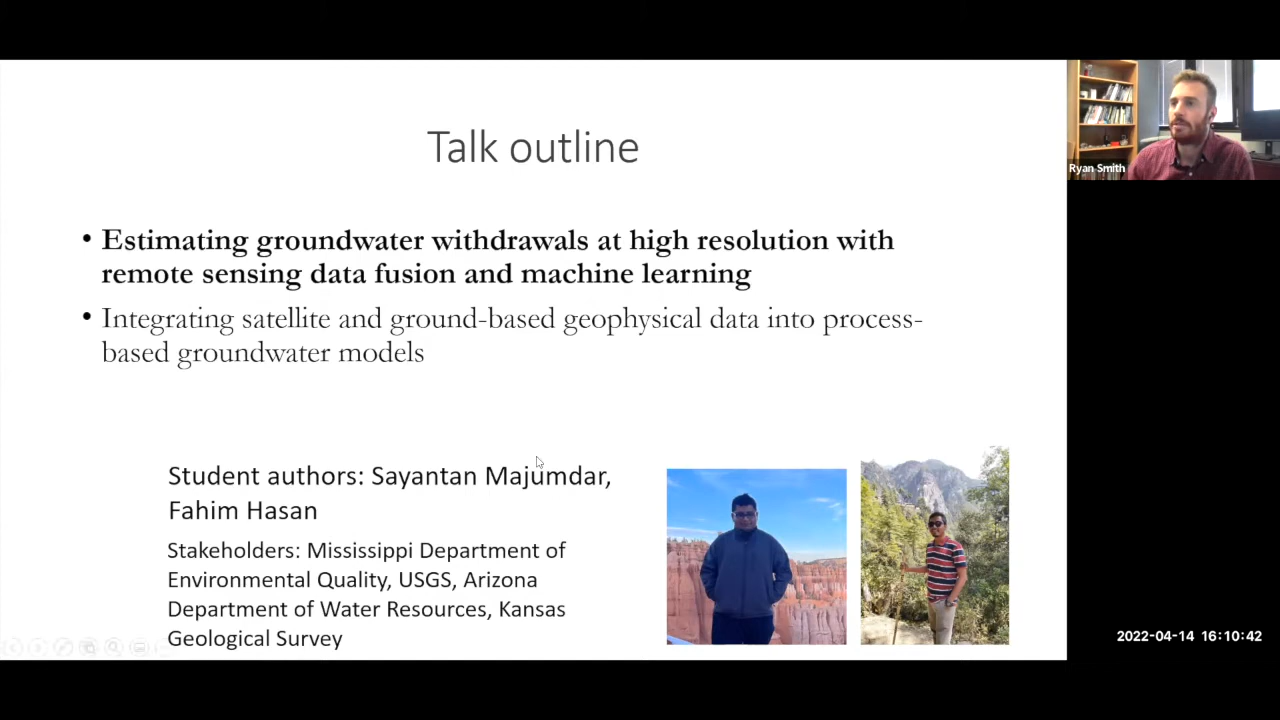 Talk outline
• Estimating groundwater withdrawals at high resolution with
remote sensing data fusion and machine learning
• Integrating satellite and ground-based geophysical data into process-
based groundwater models
Student authors: Sayantan Majumdar,
Fahim Hasan
Stakeholders: Mississippi Department of
Environmental Quality, USGS, Arizona
Department of Water Resources, Kansas
Geological Survey
Ryan Smith
2022-04-14 16:10:42